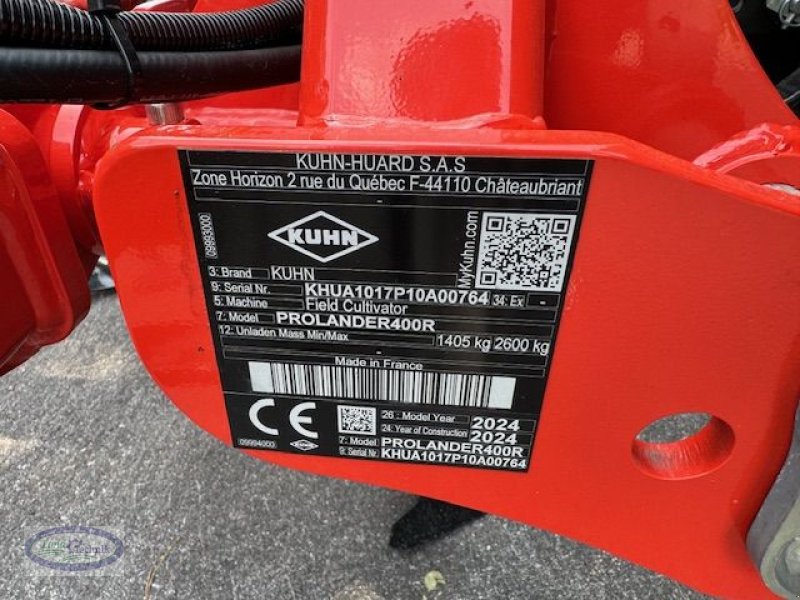 KUHN-HUARD S.A.S
Zone Horizon 2 rue du Québec F-44110 Châteaubriant
09993000
KUHN
MyKuhn.com
3: Brand KUHN
9: Serial Nr. KHUA1017P10A00764 34: Ex -
5: Machine Field Cultivator
7: Model PROLANDER400R
12: Unladen Mass Min/Max 1405 kg 2600 kg
Made in France
CE
KUHN
09994000
26 : Model Year 2024
24: Year of Construction 2024
7: Model PROLANDER400R
9: Serial Nr. KHUA1017P10A00764